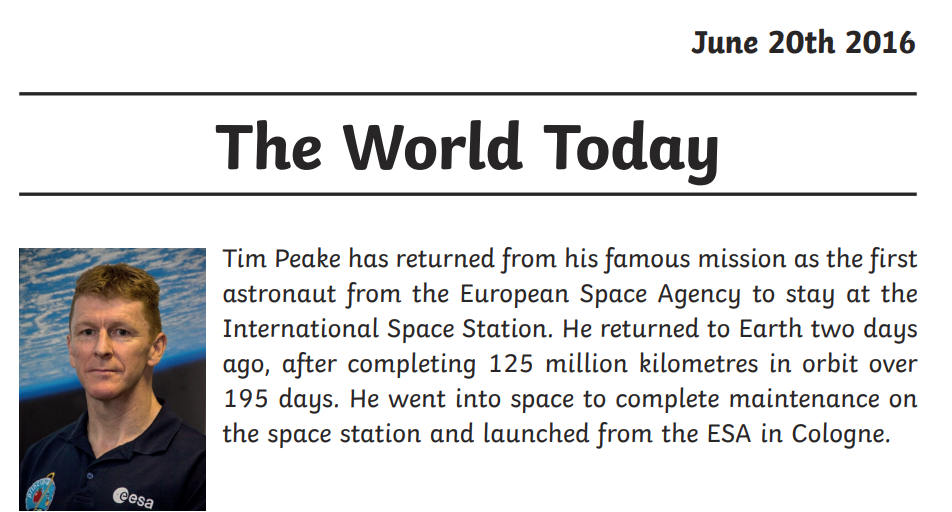 June 20th 2016
The World Today
Tim Peake has returned from his famous mission as the first
astronaut from the European Space Agency to stay at the
International Space Station. He returned to Earth two days
ago, after completing 125 million kilometres in orbit over
195 days. He went into space to complete maintenance on
the space station and launched from the ESA in Cologne.
eesa